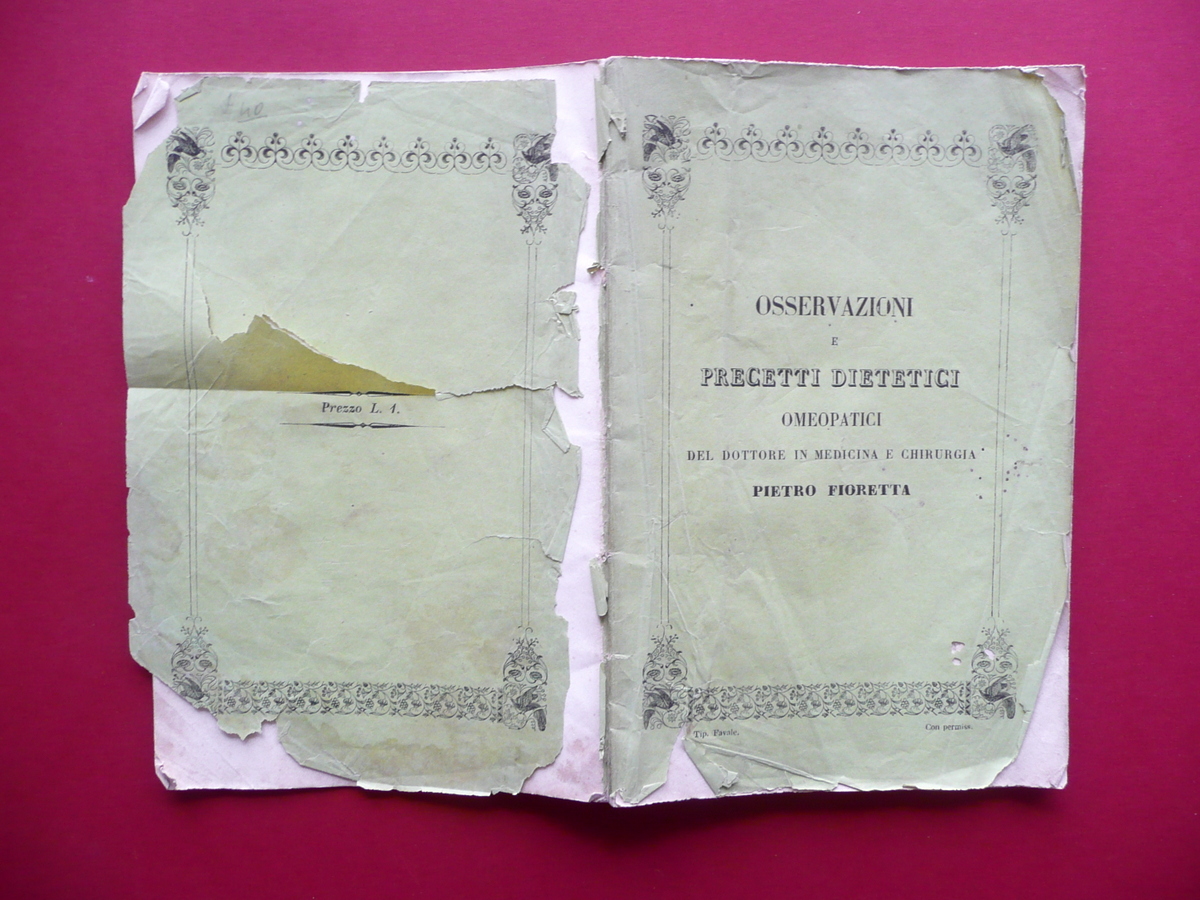 Prezzo L. 1.
OSSERVAZIONI
E
PRECETTI DIETETICI
OMEOPATICI
DEL DOTTORE IN MEDICINA E CHIRURGIA
PIETRO FIORETTA
Tip. Favale.
Con permiss.